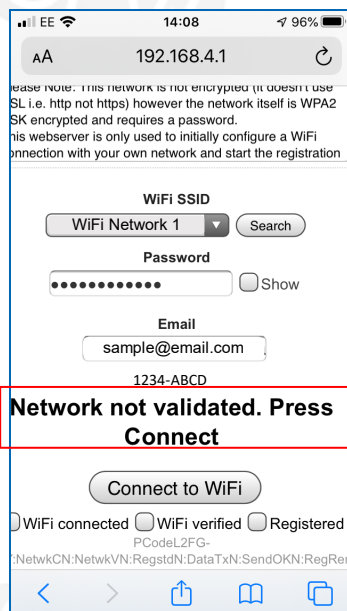 EE 14:08 96%
AA 192.168.4.1
lease Note: This network is not encrypted (it doesn't use
SL i.e. http not https) however the network itself is WPA2
SK encrypted and requires a password.
his webserver is only used to initially configure a WiFi
onnection with your own network and start the registration
WiFi SSID
WiFi Network 1 Search
Password
●●●●●●●●●●●● Show
Email
sample@email.com
1234-ABCD
Network not validated. Press
Connect
Connect to WiFi
WiFi connected WiFi verified Registered
PCodeL2FG-
:NetwkCN:NetwkVN:RegstdN:DataTxN:SendOKN:RegRe